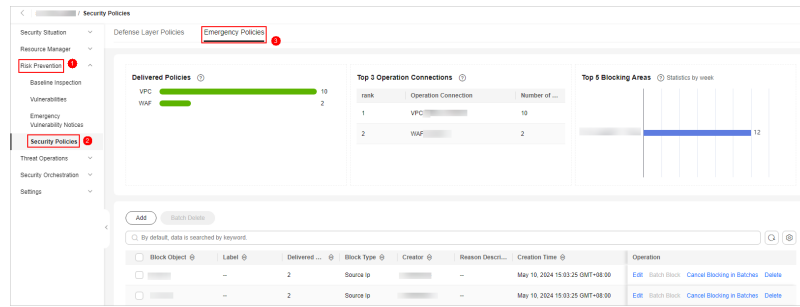 / Security Policies
Security Situation
Resource Manager
Risk Prevention 1
Baseline Inspection
Vulnerabilities
Emergency
Vulnerability Notices
Security Policies 2
Threat Operations
Security Orchestration
Settings
Defense Layer Policies Emergency Policies 3
Delivered Policies ?
VPC 10
WAF 2
Top 3 Operation Connections ?
rank Operation Connection Number of ...
1 VPC 10
2 WAF 2
Top 5 Blocking Areas ? Statistics by week
12
Add Batch Delete
By default, data is searched by keyword.
Block Object Label Delivered ... Block Type Creator Reason Descri... Creation Time Operation
-- 2 Source Ip -- May 10, 2024 15:03:25 GMT+08:00 Edit Batch Block Cancel Blocking in Batches Delete
-- 2 Source Ip -- May 10, 2024 15:03:25 GMT+08:00 Edit Batch Block Cancel Blocking in Batches Delete